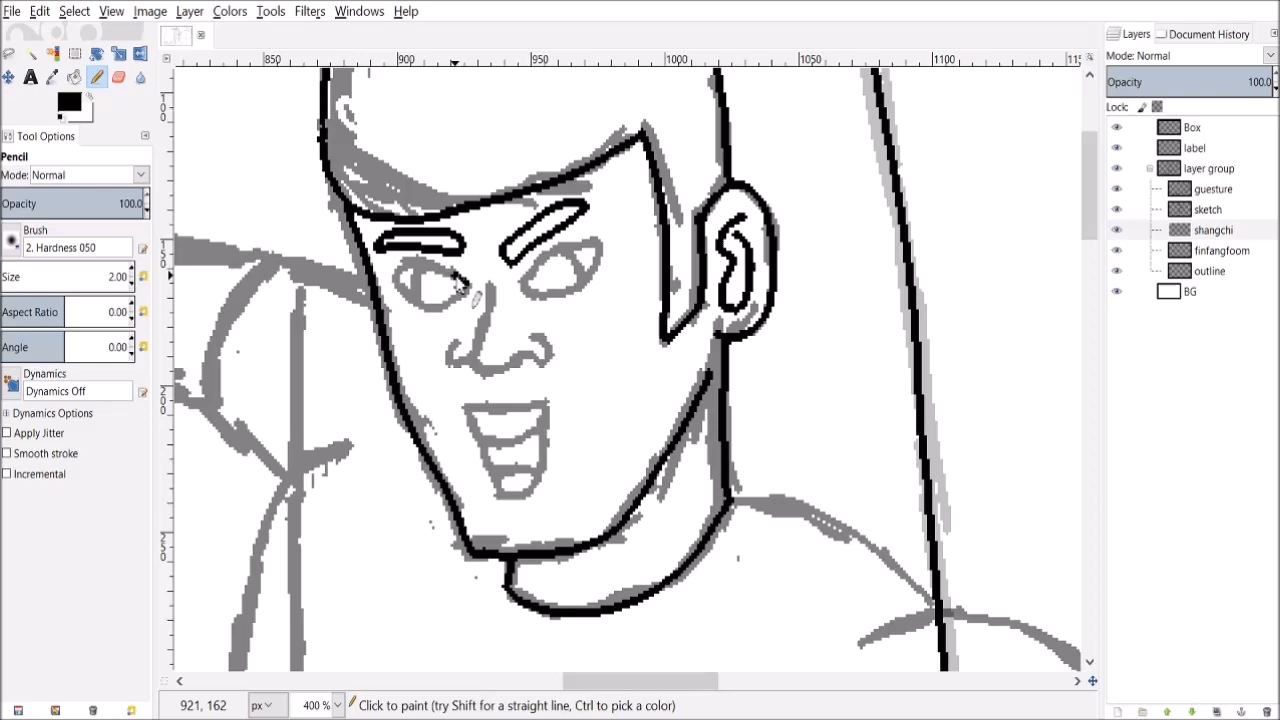 File Edit Select View Image Layer Colors Tools Filters Windows Help
Layers Document History
850 900 950 1000 1050 1100
Mode: Normal
Opacity 100.0
Lock:
Tool Options
Pencil
Mode: Normal
Opacity 100.0
Brush
2. Hardness 050
Size 2.00
Aspect Ratio 0.00
Angle 0.00
Dynamics
Dynamics Off
Dynamics Options
Apply Jitter
Smooth stroke
Incremental
Box
label
layer group
guesture
sketch
shangchi
finfangfoom
outline
BG
921, 162 px 400 % Click to paint (try Shift for a straight line, Ctrl to pick a color)